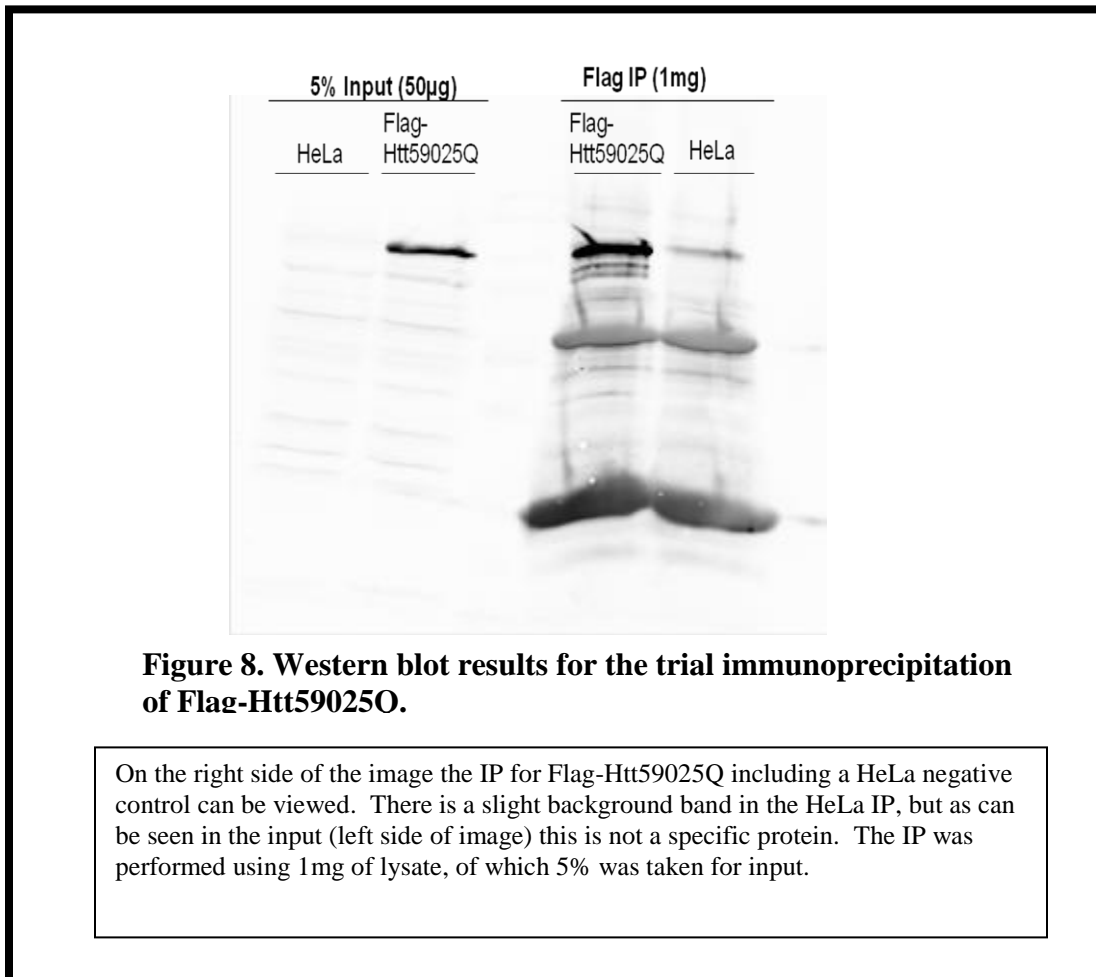 5% Input (50µg)
Flag IP (1mg)
HeLa
Flag-
Htt59025Q
Flag-
Htt59025Q
HeLa
Figure 8. Western blot results for the trial immunoprecipitation
of Flag-Htt59025Q.
On the right side of the image the IP for Flag-Htt59025Q including a HeLa negative
control can be viewed. There is a slight background band in the HeLa IP, but as can
be seen in the input (left side of image) this is not a specific protein. The IP was
performed using 1mg of lysate, of which 5% was taken for input.